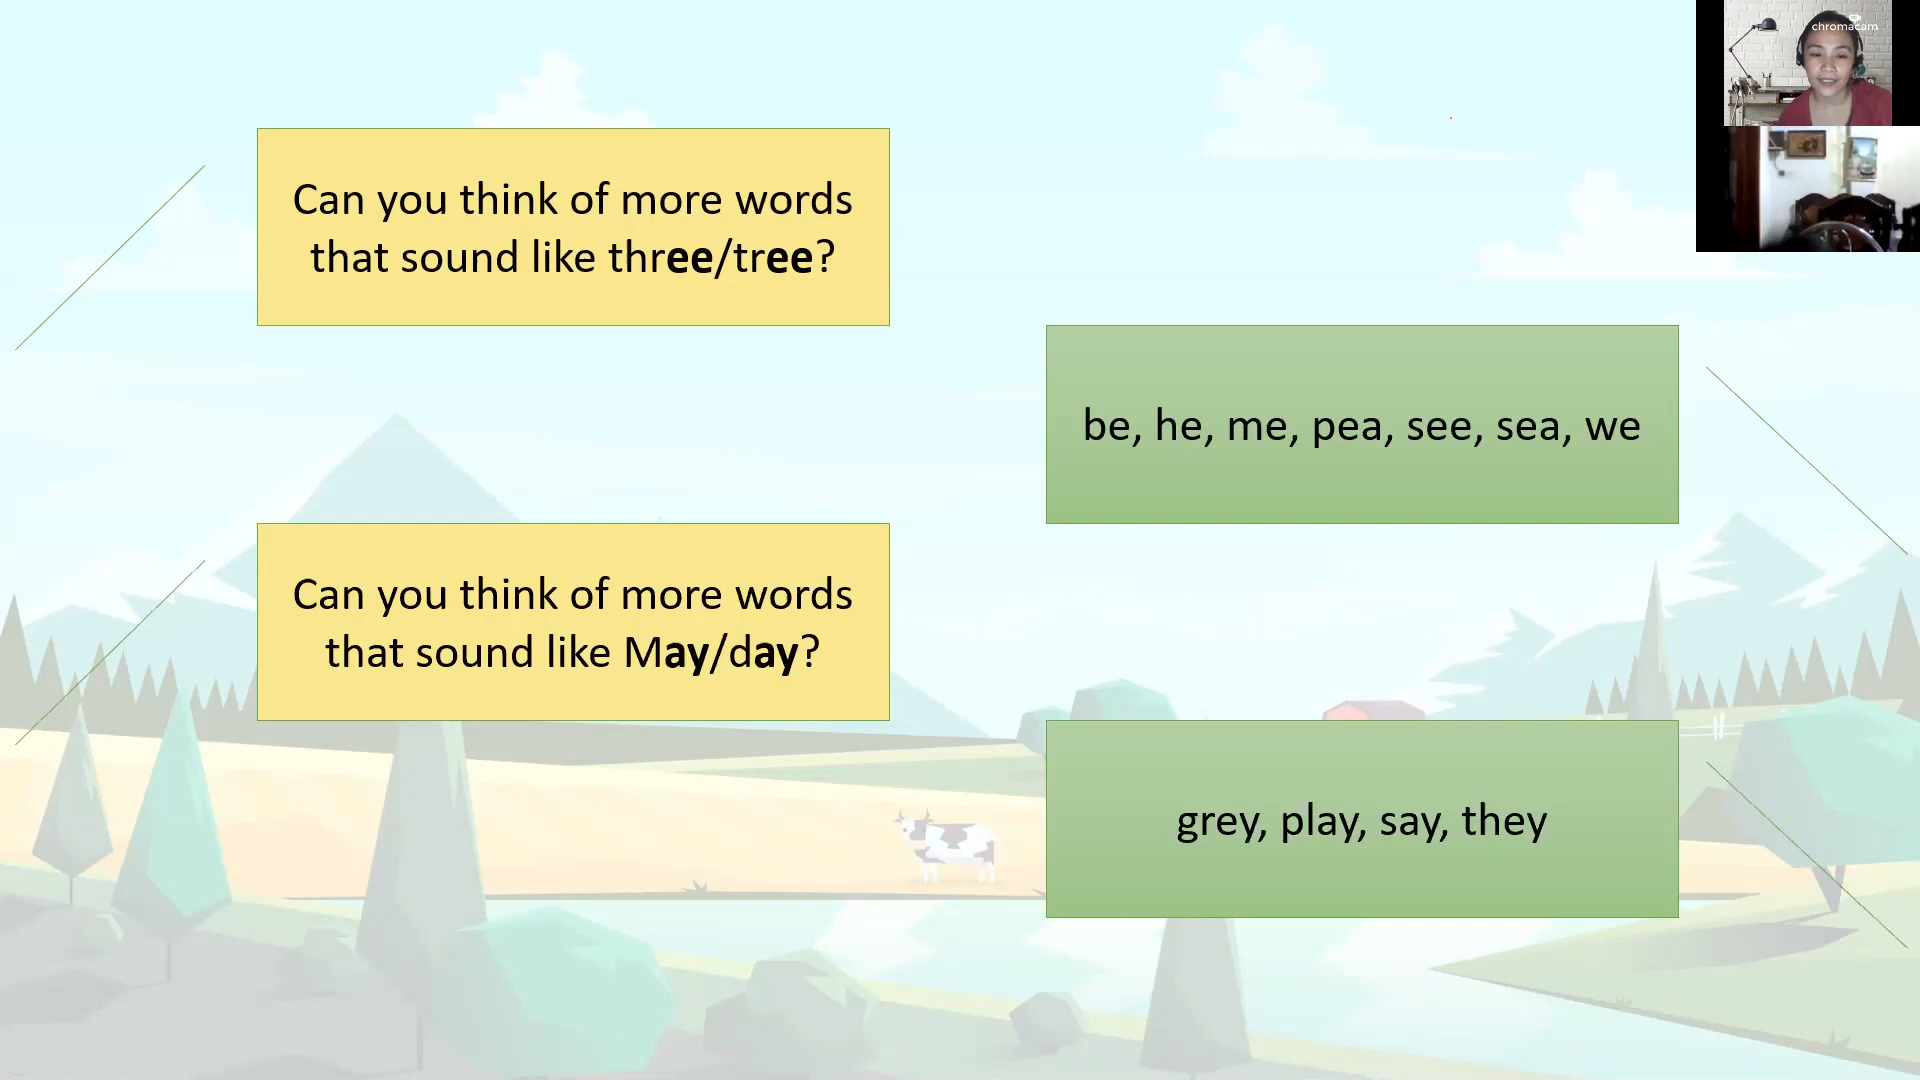 chromacam
Can you think of more words
that sound like three/tree?
be, he, me, pea, see, sea, we
Can you think of more words
that sound like May/day?
grey, play, say, they